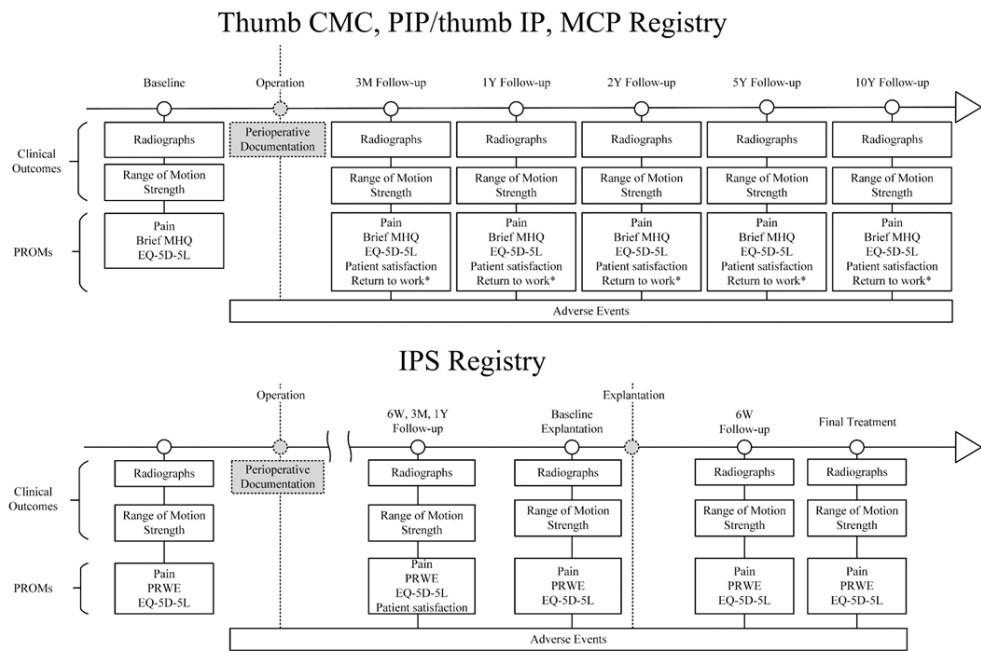 Thumb CMC, PIP/thumb IP, MCP Registry
Baseline
Operation
3M Follow-up
1Y Follow-up
2Y Follow-up
5Y Follow-up
10Y Follow-up
Clinical
Outcomes
Radiographs
Perioperative
Documentation
Radiographs
Radiographs
Radiographs
Radiographs
Radiographs
Range of Motion
Strength
Range of Motion
Strength
Range of Motion
Strength
Range of Motion
Strength
Range of Motion
Strength
Range of Motion
Strength
PROMs
Pain
Brief MHQ
EQ-5D-5L
Pain
Brief MHQ
EQ-5D-5L
Patient satisfaction
Return to work*
Pain
Brief MHQ
EQ-5D-5L
Patient satisfaction
Return to work*
Pain
Brief MHQ
EQ-5D-5L
Patient satisfaction
Return to work*
Pain
Brief MHQ
EQ-5D-5L
Patient satisfaction
Return to work*
Pain
Brief MHQ
EQ-5D-5L
Patient satisfaction
Return to work*
Adverse Events
IPS Registry
Operation
6W, 3M, 1Y
Follow-up
Baseline
Explantation
Explantation
6W
Follow-up
Final Treatment
Clinical
Outcomes
Radiographs
Perioperative
Documentation
Radiographs
Radiographs
Radiographs
Radiographs
Range of Motion
Strength
Range of Motion
Strength
Range of Motion
Strength
Range of Motion
Strength
Range of Motion
Strength
PROMs
Pain
PRWE
EQ-5D-5L
Pain
PRWE
EQ-5D-5L
Patient satisfaction
Pain
PRWE
EQ-5D-5L
Pain
PRWE
EQ-5D-5L
Pain
PRWE
EQ-5D-5L
Adverse Events